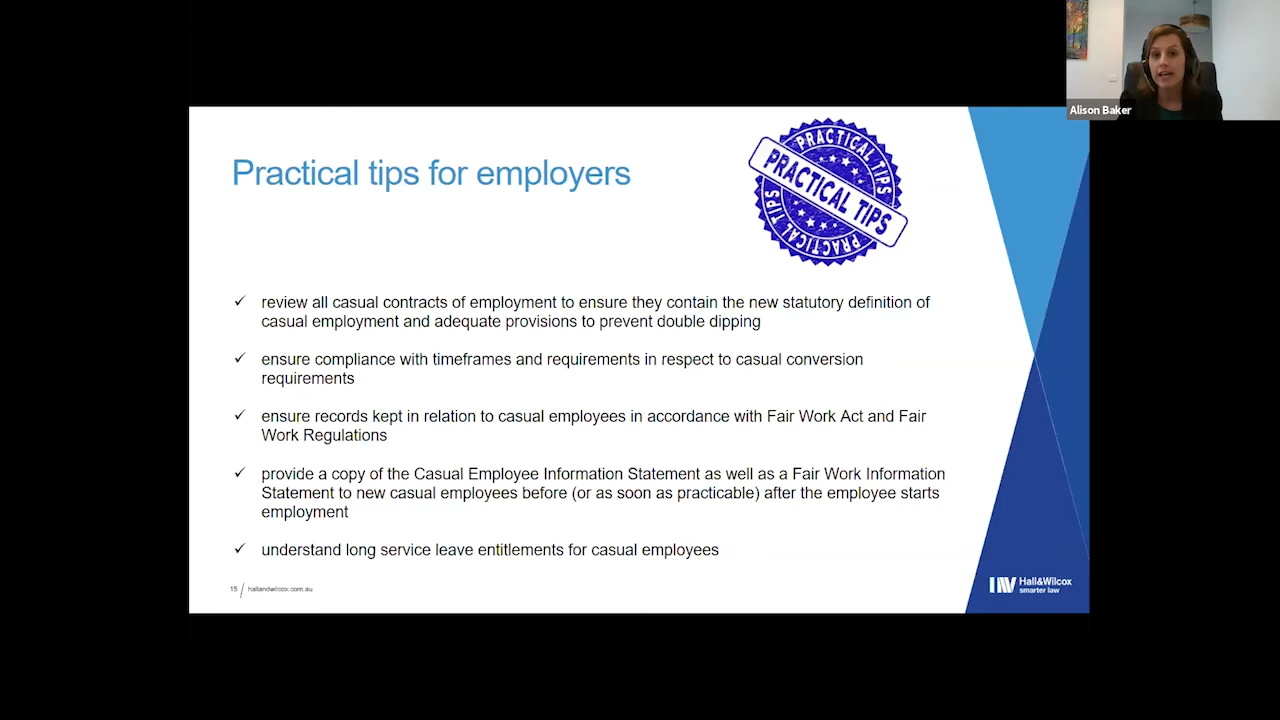 Alison Baker
Practical tips for employers
PRACTICAL TIPS
PRACTICAL TIPS
PRACTICAL TIPS
✓ review all casual contracts of employment to ensure they contain the new statutory definition of
casual employment and adequate provisions to prevent double dipping
✓ ensure compliance with timeframes and requirements in respect to casual conversion
requirements
✓ ensure records kept in relation to casual employees in accordance with Fair Work Act and Fair
Work Regulations
✓ provide a copy of the Casual Employee Information Statement as well as a Fair Work Information
Statement to new casual employees before (or as soon as practicable) after the employee starts
employment
✓ understand long service leave entitlements for casual employees
15 / hallandwilcox.com.au
Hall&Wilcox
smarter law